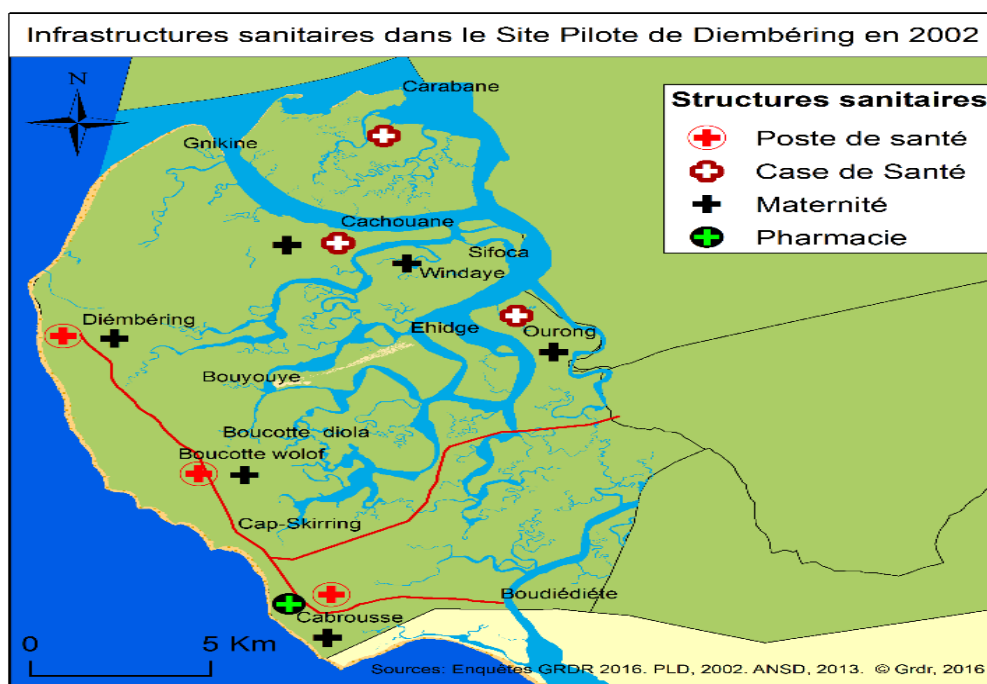 Infrastructures sanitaires dans le Site Pilote de Diembéring en 2002
N
Carabane
Gnikine
Structures sanitaires
Poste de santé
Case de Santé
Maternité
Pharmacie
Cachouane
Sifoca
Windaye
Diémbéring
Ehidge
Ourong
Bouyouye
Boucotte diola
Boucotte wolof
Cap-Skirring
Boudiédiéte
Cabrousse
0 5 Km
Sources: Enquêtes GRDR 2016. PLD, 2002. ANSD, 2013. © Grdr, 2016